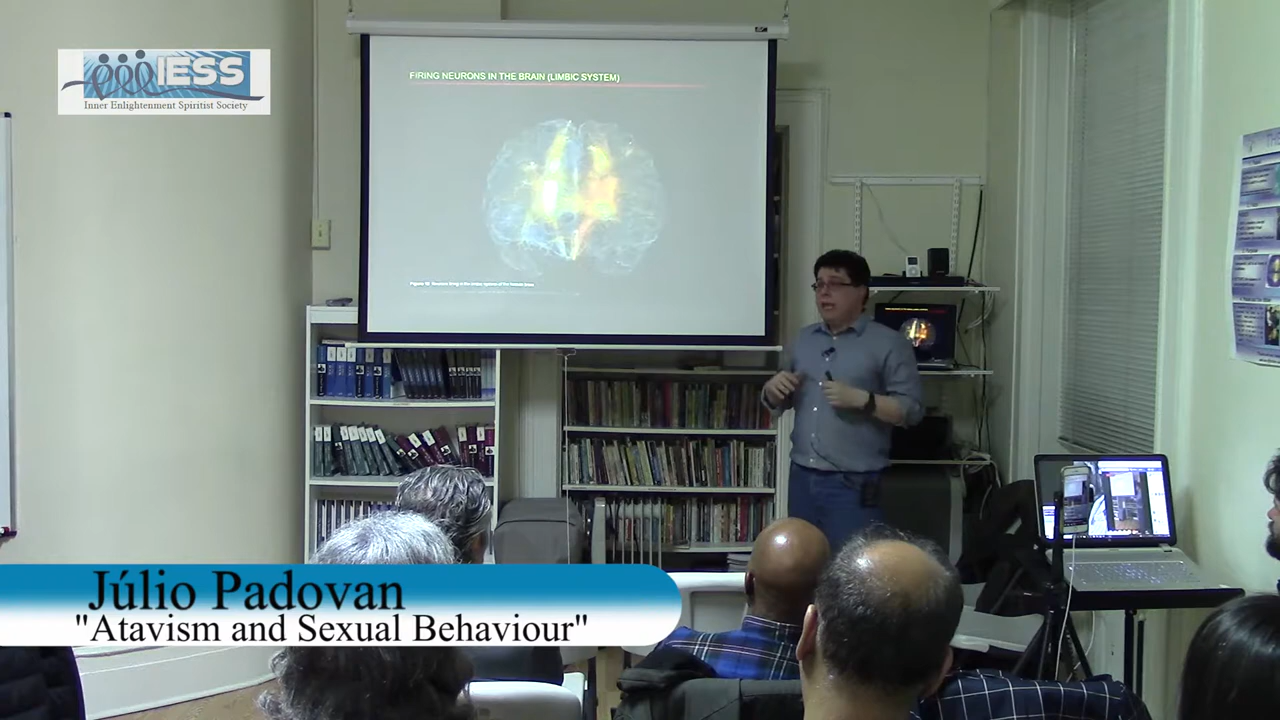 IESS
Inner Enlightenment Spiritist Society
FIRING NEURONS IN THE BRAIN (LIMBIC SYSTEM)
Júlio Padovan
"Atavism and Sexual Behaviour"